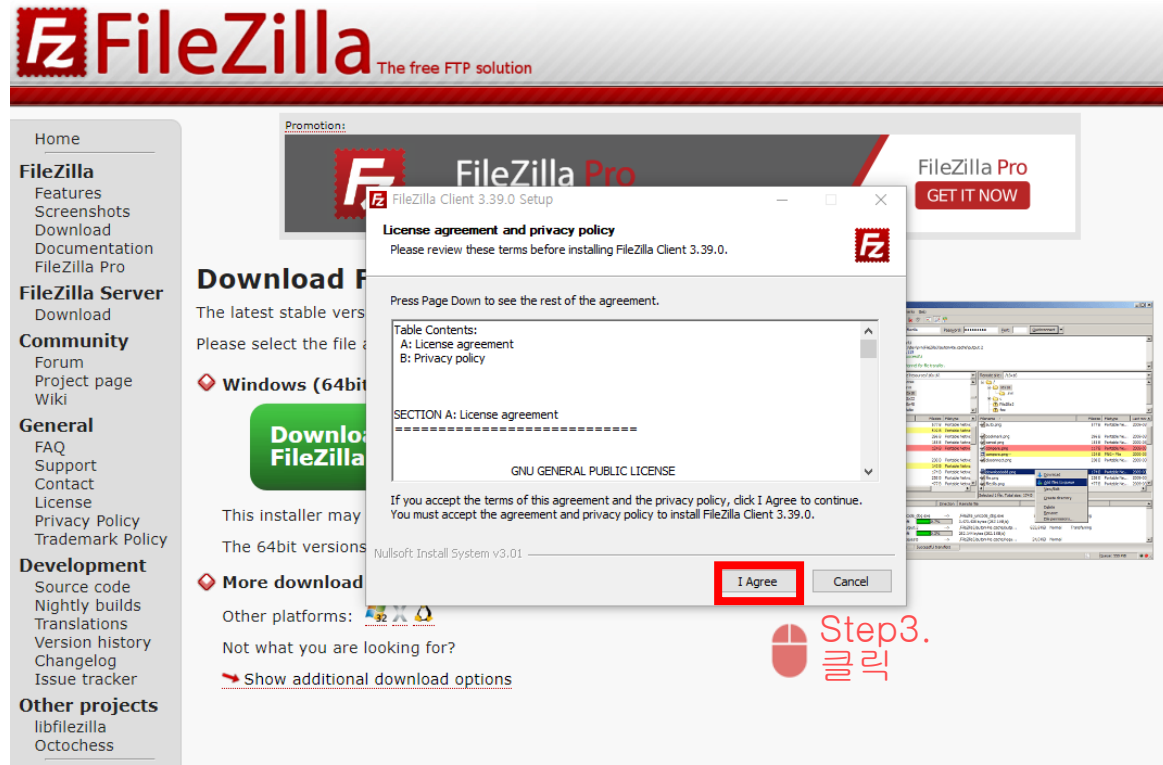 FileZilla
The free FTP solution
Home
FileZilla
Features
Screenshots
Download
Documentation
FileZilla Pro
FileZilla Server
Download
Community
Forum
Project page
Wiki
General
FAQ
Support
Contact
License
Privacy Policy
Trademark Policy
Development
Source code
Nightly builds
Translations
Version history
Changelog
Issue tracker
Other projects
libfilezilla
Octochess
Promotion:
FileZilla Pro
FileZilla Pro
GET IT NOW
Download F
The latest stable vers
Please select the file
Windows (64bit
Downlo
FileZilla
This installer may
The 64bit versions
More download
Other platforms:
Not what you are looking for?
Show additional download options
FileZilla Client 3.39.0 Setup
License agreement and privacy policy
Please review these terms before installing FileZilla Client 3.39.0.
Press Page Down to see the rest of the agreement.
Table Contents:
A: License agreement
B: Privacy policy
SECTION A: License agreement
============================
GNU GENERAL PUBLIC LICENSE
If you accept the terms of this agreement and the privacy policy, click I Agree to continue.
You must accept the agreement and privacy policy to install FileZilla Client 3.39.0.
Nullsoft Install System v3.01
I Agree
Cancel
Step3.
클릭